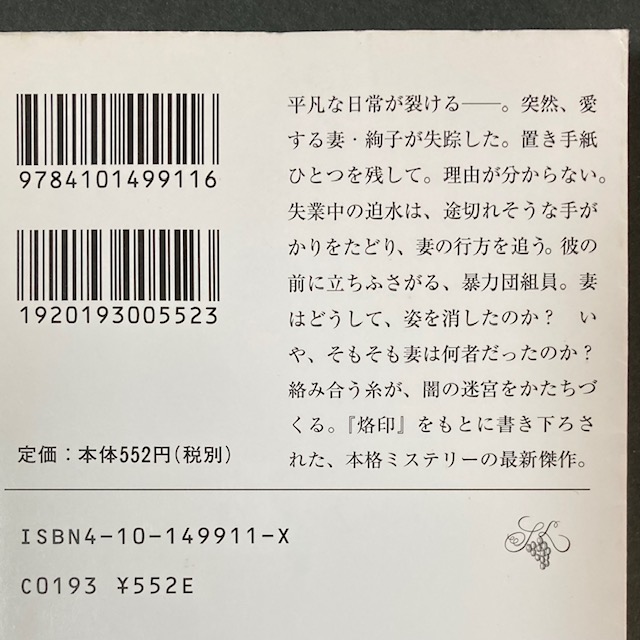 9784101499116
1920193005523
平凡な日常が裂ける──。突然、愛
する妻・絢子が失踪した。置き手紙
ひとつを残して。理由が分からない。
失業中の迫水は、途切れそうな手が
かりをたどり、妻の行方を追う。彼の
前に立ちふさがる、暴力団組員。妻
はどうして、姿を消したのか?　い
や、そもそも妻は何者だったのか?
絡み合う糸が、闇の迷宮をかたちづ
くる。『烙印』をもとに書き下ろさ
れた、本格ミステリーの最新傑作。
定価:本体552円(税別)
ISBN4-10-149911-X
C0193 ¥552E